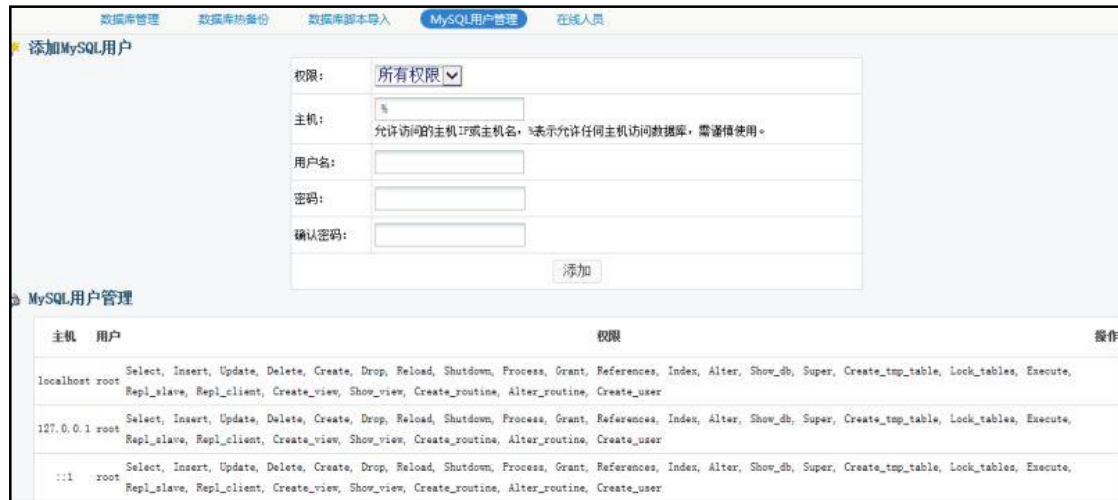 数据库管理 数据库热备份 数据库脚本导入 MySQL用户管理 在线人员
添加MySQL用户
权限: 所有权限
主机: %
允许访问的主机IP或主机名,%表示允许任何主机访问数据库,需谨慎使用。
用户名:
密码:
确认密码:
添加
MySQL用户管理
主机 用户 权限 操作
localhost root Select, Insert, Update, Delete, Create, Drop, Reload, Shutdown, Process, Grant, References, Index, Alter, Show_db, Super, Create_tmp_table, Lock_tables, Execute,
Repl_slave, Repl_client, Create_view, Show_view, Create_routine, Alter_routine, Create_user
127.0.0.1 root Select, Insert, Update, Delete, Create, Drop, Reload, Shutdown, Process, Grant, References, Index, Alter, Show_db, Super, Create_tmp_table, Lock_tables, Execute,
Repl_slave, Repl_client, Create_view, Show_view, Create_routine, Alter_routine, Create_user
::1 root Select, Insert, Update, Delete, Create, Drop, Reload, Shutdown, Process, Grant, References, Index, Alter, Show_db, Super, Create_tmp_table, Lock_tables, Execute,
Repl_slave, Repl_client, Create_view, Show_view, Create_routine, Alter_routine, Create_user